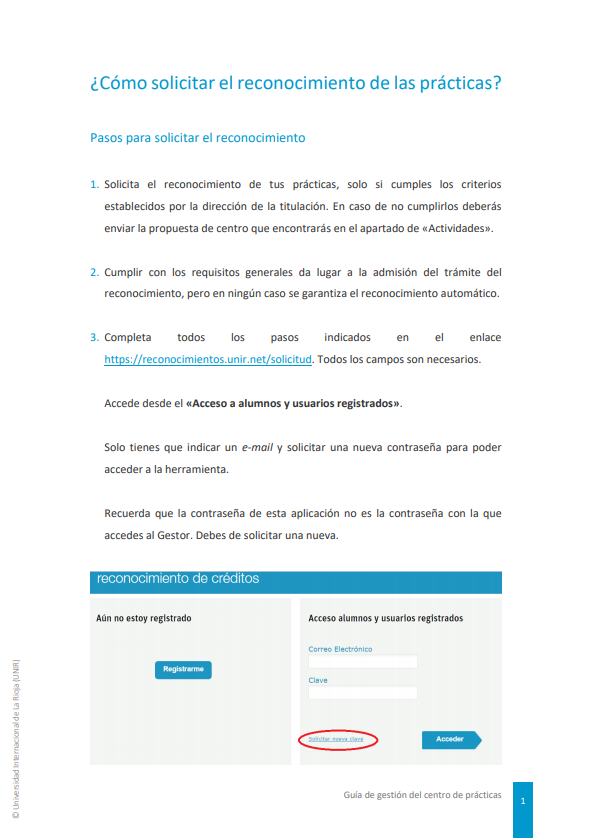 ¿Cómo solicitar el reconocimiento de las prácticas?
Pasos para solicitar el reconocimiento
1. Solicita el reconocimiento de tus prácticas, solo si cumples los criterios
establecidos por la dirección de la titulación. En caso de no cumplirlos deberás
enviar la propuesta de centro que encontrarás en el apartado de «Actividades».
2. Cumplir con los requisitos generales da lugar a la admisión del trámite del
reconocimiento, pero en ningún caso se garantiza el reconocimiento automático.
3. Completa todos los pasos indicados en el enlace
https://reconocimientos.unir.net/solicitud. Todos los campos son necesarios.
Accede desde el «Acceso a alumnos y usuarios registrados».
Solo tienes que indicar un e-mail y solicitar una nueva contraseña para poder
acceder a la herramienta.
Recuerda que la contraseña de esta aplicación no es la contraseña con la que
accedes al Gestor. Debes de solicitar una nueva.
reconocimiento de créditos
Aún no estoy registrado
Registrarme
Acceso alumnos y usuarios registrados
Correo Electrónico
Clave
Solicitar nueva clave
Acceder
© Universidad Internacional de La Rioja (UNIR)
Guía de gestión del centro de prácticas
1